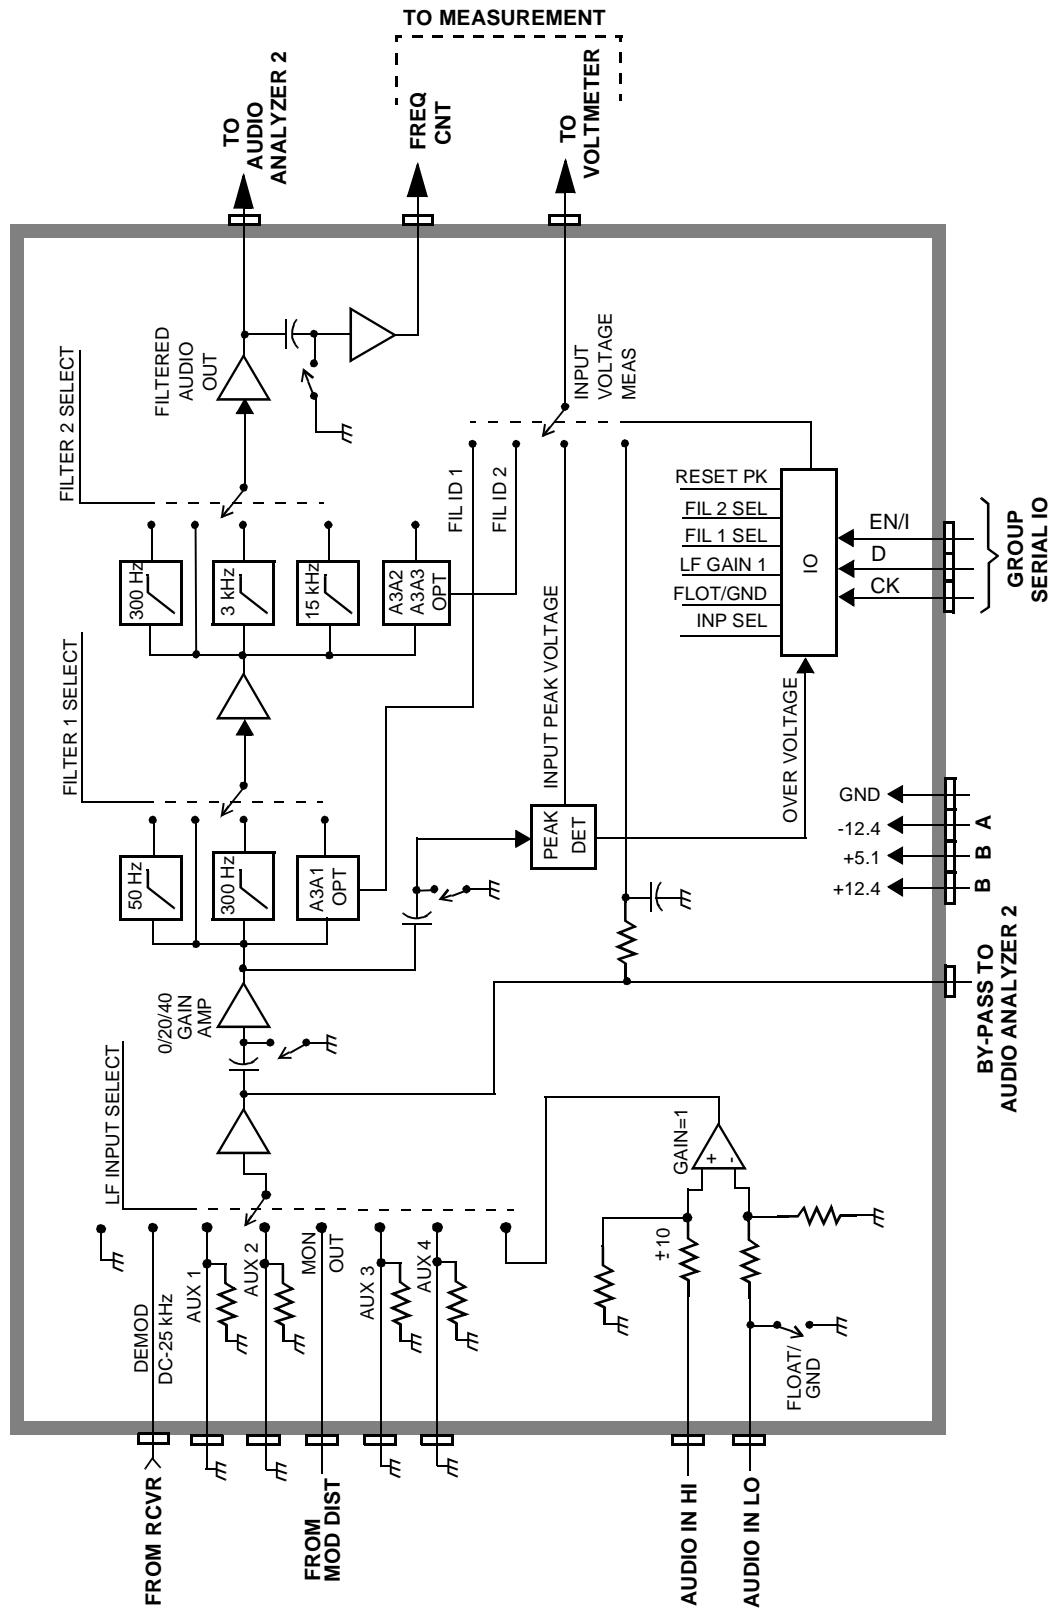 TO MEASUREMENT
TO
AUDIO
ANALYZER 2
FREQ
CNT
TO
VOLTMETER
FILTER 2 SELECT
FILTERED
AUDIO
OUT
INPUT
VOLTAGE
MEAS
FIL ID 1
FIL ID 2
300 Hz
3 kHz
15 kHz
A3A2
A3A3
OPT
RESET PK
FIL 2 SEL
FIL 1 SEL
LF GAIN 1
FLOT/GND
INP SEL
IO
EN/I
D
CK
GROUP
SERIAL IO
FILTER 1 SELECT
INPUT PEAK VOLTAGE
OVER VOLTAGE
50 Hz
300 Hz
A3A1
OPT
PEAK
DET
GND
-12.4
+5.1
+12.4
A
B
B
0/20/40
GAIN
AMP
BY-PASS TO
AUDIO ANALYZER 2
LF INPUT SELECT
GAIN=1
+
-
±10
DEMOD
DC-25 kHz
AUX 1
AUX 2
MON
OUT
AUX 3
AUX 4
FLOAT/
GND
FROM RCVR
FROM
MOD DIST
AUDIO IN HI
AUDIO IN LO